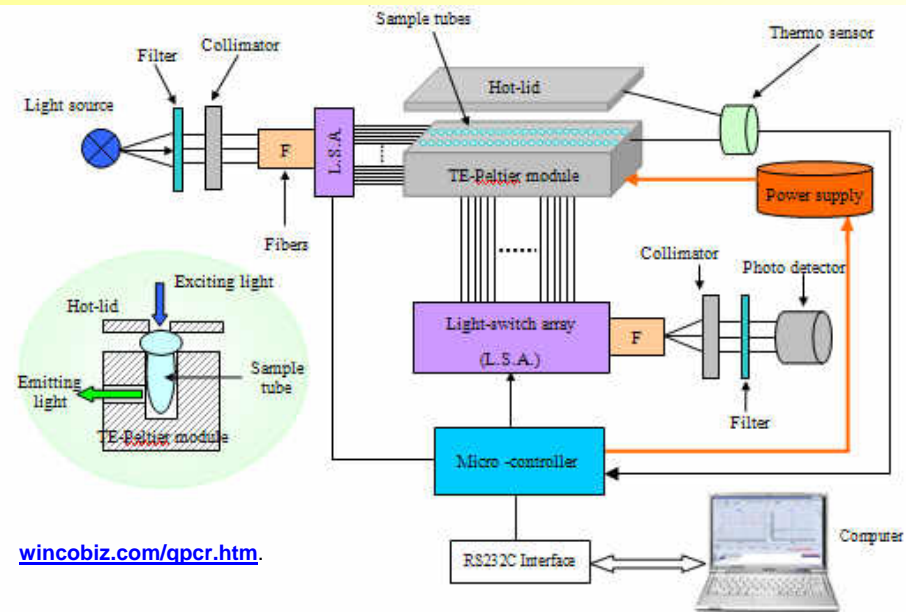 Sample tubes
Thermo sensor
Collimator
Filter
Hot-lid
Light source
F
L.S.A.
TE-Peltier module
Power supply
Fibers
Collimator
Photo detector
Exciting light
Hot-lid
Light-switch array
(L.S.A.)
F
Sample
tube
Emitting
light
Filter
TE-Peltier module
Micro -controller
Computer
wincobiz.com/qpcr.htm.
RS232C Interface